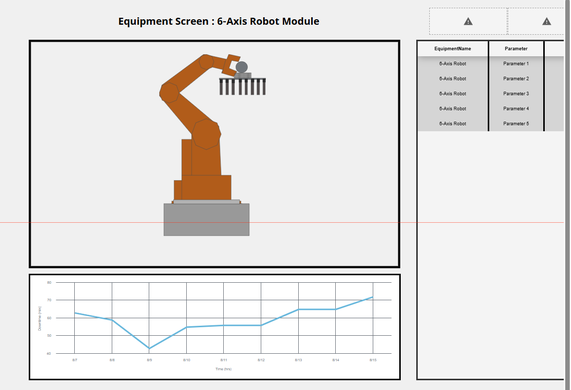 Equipment Screen : 6-Axis Robot Module
EquipmentName Parameter
6-Axis Robot Parameter 1
6-Axis Robot Parameter 2
6-Axis Robot Parameter 3
6-Axis Robot Parameter 4
6-Axis Robot Parameter 5
80
70
60
50
40
8/7 8/8 8/9 8/10 8/11 8/12 8/13 8/14 8/15